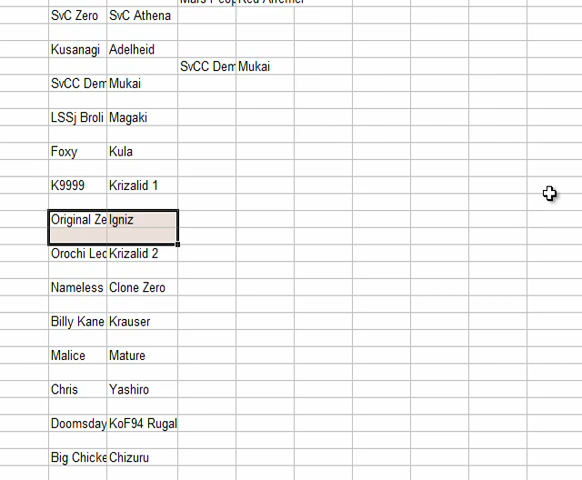 SvC Zero SvC Athena
Kusanagi Adelheid
SvCC Dem Mukai
SvCC Dem Mukai
LSSj Broli Magaki
Foxy Kula
K9999 Krizalid 1
Original Ze Igniz
Orochi Leo Krizalid 2
Nameless Clone Zero
Billy Kane Krauser
Malice Mature
Chris Yashiro
Doomsday KoF94 Rugal
Big Chicke Chizuru